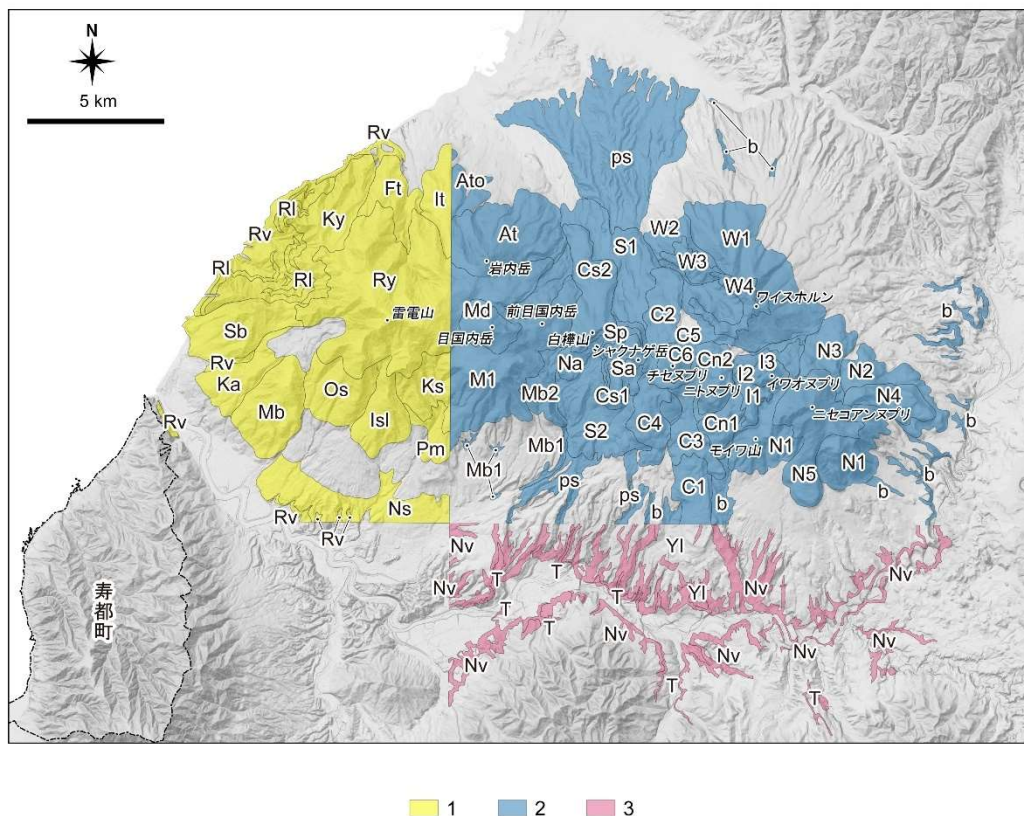 N
5 km
Rv
ps
b
Ft
It
Ato
Rl
Ky
At
W2
W1
Rv
S1
岩内岳
Cs2
W3
Rl
Rl
Ry
W4
ワイスホルン
雷電山
Md
前目国内岳
C2
b
Sb
目国内岳
白樺山
Sp
C5
シャクナゲ岳
N3
Rv
Na
Sa
C6
Cn2
I3
N2
チセヌプリ
I2
イワオヌプリ
Ka
Os
Ks
M1
Mb2
Cs1
ニトヌプリ
I1
N4
Mb
Isl
C4
Cn1
ニセコアンヌプリ
b
Rv
S2
C3
モイワ山
N1
Pm
Mb1
Mb1
N1
C1
N5
b
b
ps
ps
b
b
Rv
Rv
Ns
Nv
Yl
T
T
T
Nv
Yl
Nv
Nv
T
T
Nv
Nv
Nv
Nv
Nv
T
T
寿都町
1
2
3